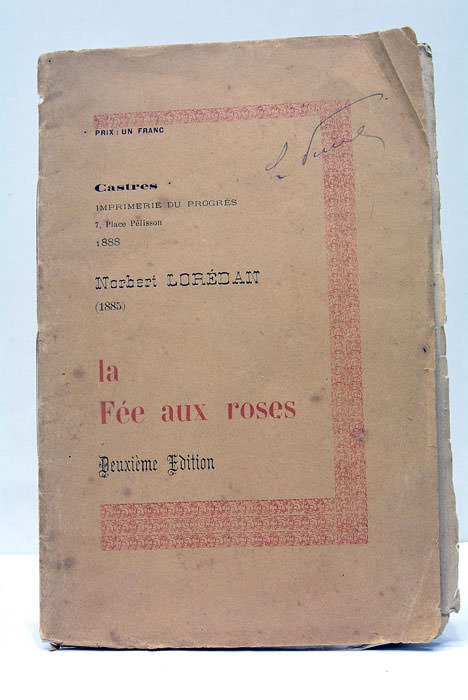 PRIX : UN FRANC
Castres
IMPRIMERIE DU PROGRÈS
7, Place Pélisson
1888
Norbert LORÉDAN
(1885)
la
Fée aux roses
Deuxième Edition